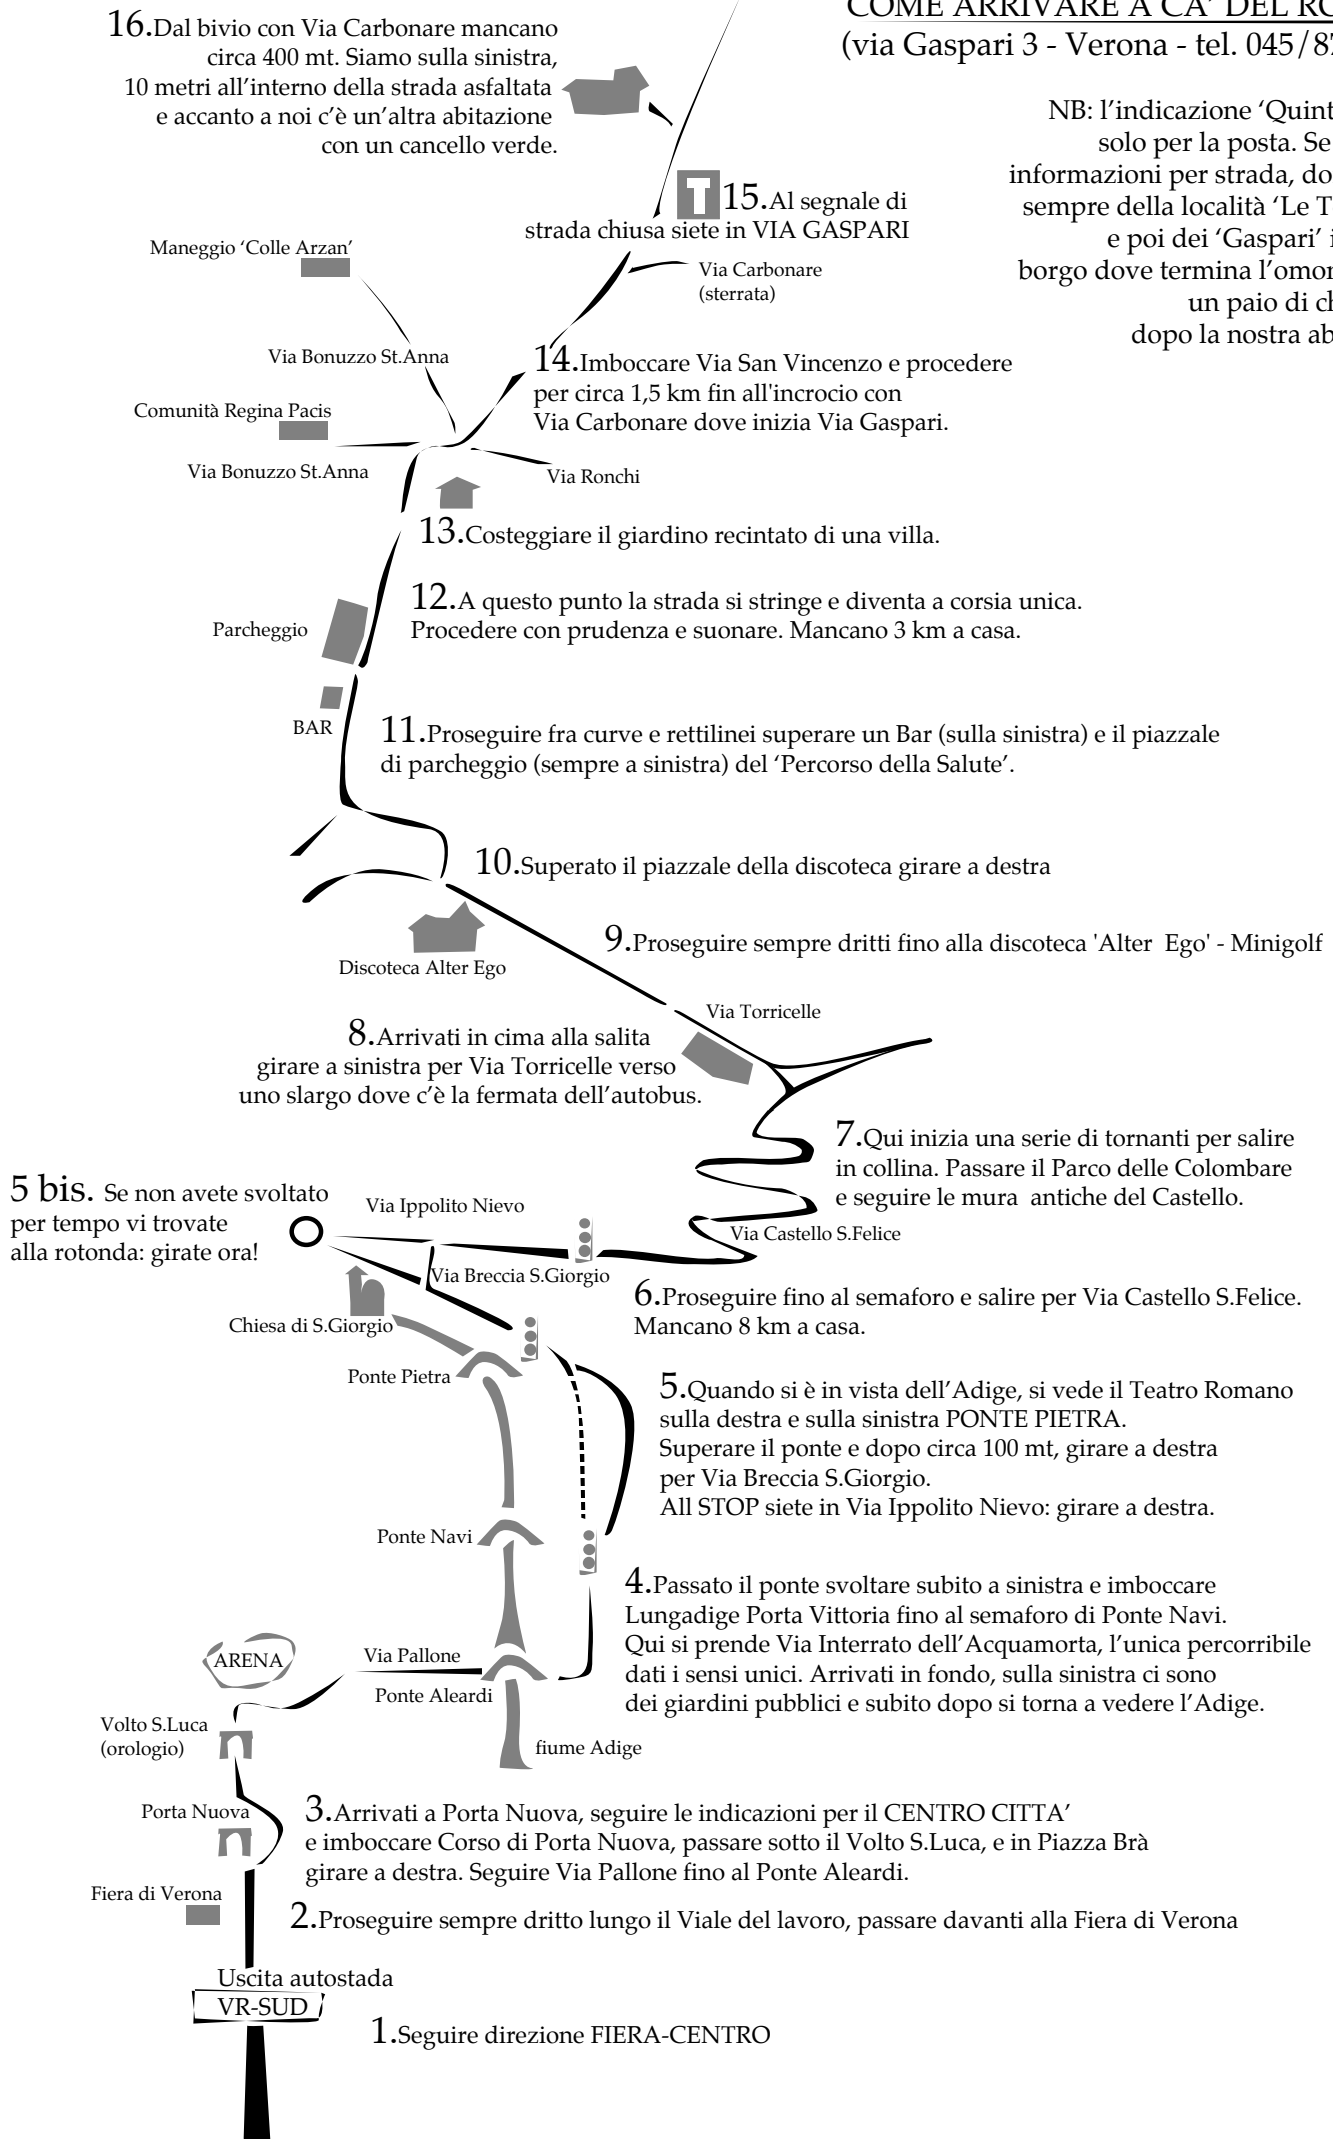 COME ARRIVARE A CA' DEL
(via Gaspari 3 - Verona - tel. 045/
NB: l'indicazione
solo per la posta. Se
informazioni per strada,
sempre della località 'Le
e poi dei 'Gaspari'
borgo dove termina
un paio di
dopo la nostra
16.Dal bivio con Via Carbonare mancano
circa 400 mt. Siamo sulla sinistra,
10 metri all'interno della strada asfaltata
e accanto a noi c'è un'altra abitazione
con un cancello verde.
T
15.Al segnale di
strada chiusa siete in VIA GASPARI
Maneggio 'Colle Arzan'
Via Carbonare
(sterrata)
Via Bonuzzo St.Anna
14.Imboccare Via San Vincenzo e procedere
per circa 1,5 km fin all'incrocio con
Via Carbonare dove inizia Via Gaspari.
Comunità Regina Pacis
Via Bonuzzo St.Anna
Via Ronchi
13.Costeggiare il giardino recintato di una villa.
12.A questo punto la strada si stringe e diventa a corsia unica.
Procedere con prudenza e suonare. Mancano 3 km a casa.
Parcheggio
BAR
11.Proseguire fra curve e rettilinei superare un Bar (sulla sinistra) e il piazzale
di parcheggio (sempre a sinistra) del 'Percorso della Salute'.
10.Superato il piazzale della discoteca girare a destra
9.Proseguire sempre dritti fino alla discoteca 'Alter Ego' - Minigolf
Discoteca Alter Ego
Via Torricelle
8.Arrivati in cima alla salita
girare a sinistra per Via Torricelle verso
uno slargo dove c'è la fermata dell'autobus.
7.Qui inizia una serie di tornanti per salire
in collina. Passare il Parco delle Colombare
e seguire le mura antiche del Castello.
5 bis. Se non avete svoltato
per tempo vi trovate
alla rotonda: girate ora!
Via Ippolito Nievo
Via Castello S.Felice
Via Breccia S.Giorgio
6.Proseguire fino al semaforo e salire per Via Castello S.Felice.
Mancano 8 km a casa.
Chiesa di S.Giorgio
Ponte Pietra
5.Quando si è in vista dell'Adige, si vede il Teatro Romano
sulla destra e sulla sinistra PONTE PIETRA.
Superare il ponte e dopo circa 100 mt, girare a destra
per Via Breccia S.Giorgio.
All STOP siete in Via Ippolito Nievo: girare a destra.
Ponte Navi
4.Passato il ponte svoltare subito a sinistra e imboccare
Lungadige Porta Vittoria fino al semaforo di Ponte Navi.
Qui si prende Via Interrato dell'Acquamorta, l'unica percorribile
dati i sensi unici. Arrivati in fondo, sulla sinistra ci sono
dei giardini pubblici e subito dopo si torna a vedere l'Adige.
ARENA
Via Pallone
Ponte Aleardi
Volto S.Luca
(orologio)
fiume Adige
Porta Nuova
3.Arrivati a Porta Nuova, seguire le indicazioni per il CENTRO CITTA'
e imboccare Corso di Porta Nuova, passare sotto il Volto S.Luca, e in Piazza Brà
girare a destra. Seguire Via Pallone fino al Ponte Aleardi.
Fiera di Verona
2.Proseguire sempre dritto lungo il Viale del lavoro, passare davanti alla Fiera di Verona
Uscita autostada
VR-SUD
1.Seguire direzione FIERA-CENTRO